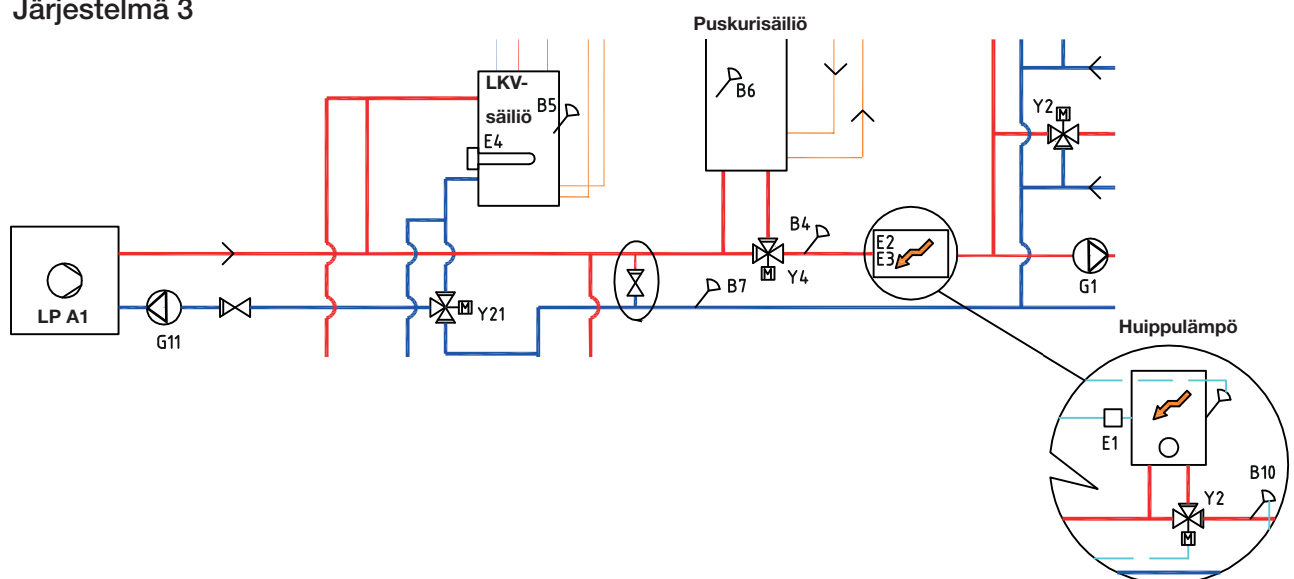 Järjestelmä 3
Puskurisäiliö
LKV-
säiliö
B5
E4
B6
Y2
M
B4
E2
E3
LP A1
G11
M
Y21
B7
M
Y4
G1
Huippulämpö
E1
B10
Y2
M